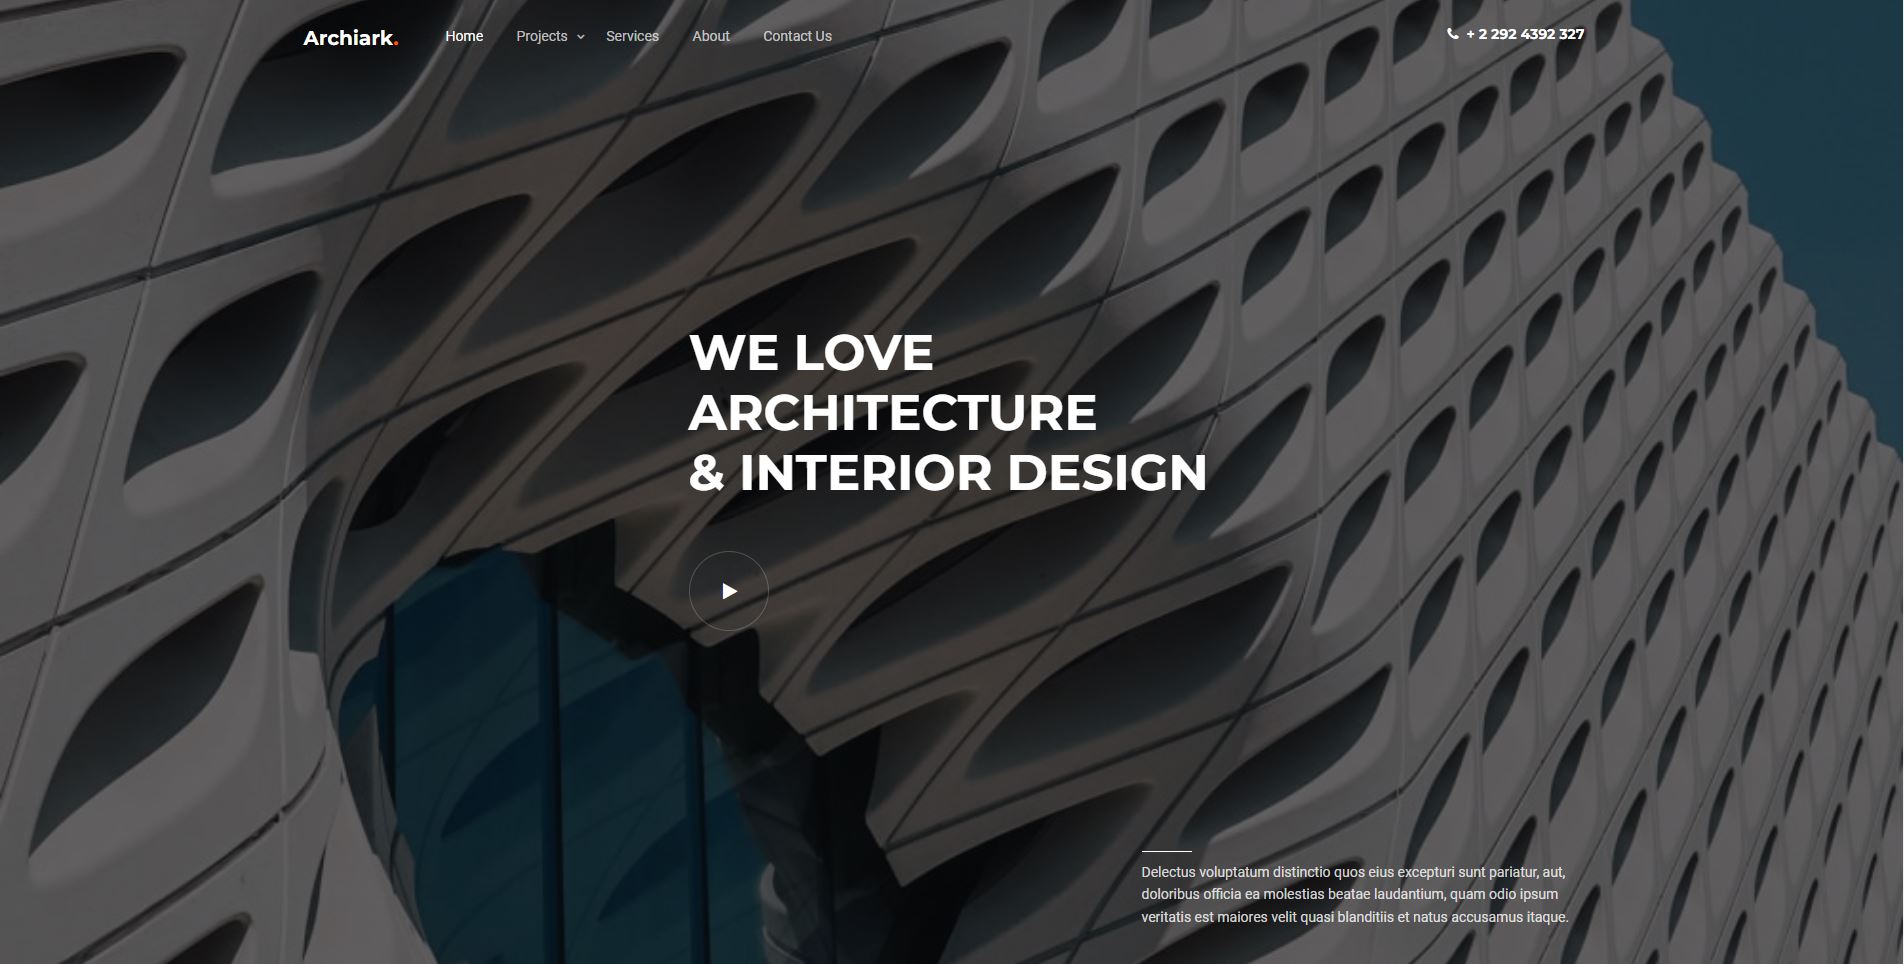 Archiark.
Home Projects Services About Contact Us
+ 2 292 4392 327
WE LOVE
ARCHITECTURE
& INTERIOR DESIGN
Delectus voluptatum distinctio quos eius excepturi sunt pariatur, aut,
doloribus officia ea molestias beatae laudantium, quam odio ipsum
veritatis est maiores velit quasi blanditiis et natus accusamus itaque.